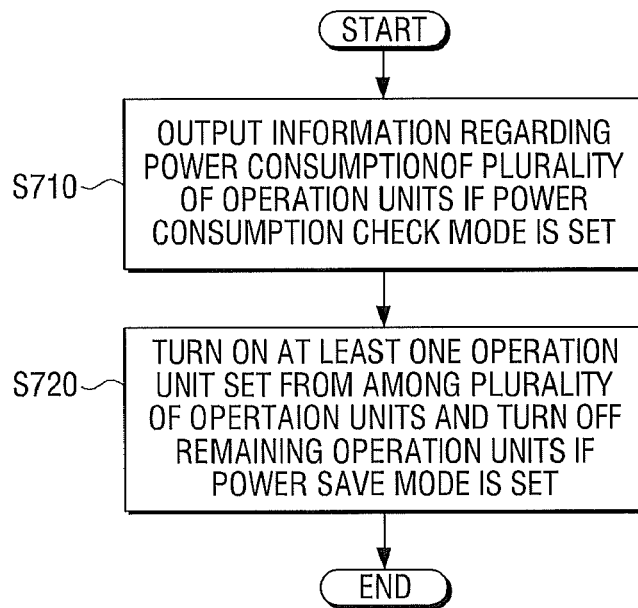 START
S710
OUTPUT INFORMATION REGARDING
POWER CONSUMPTIONOF PLURALITY
OF OPERATION UNITS IF POWER
CONSUMPTION CHECK MODE IS SET
S720
TURN ON AT LEAST ONE OPERATION
UNIT SET FROM AMONG PLURALITY
OF OPERTAION UNITS AND TURN OFF
REMAINING OPERATION UNITS IF
POWER SAVE MODE IS SET
END